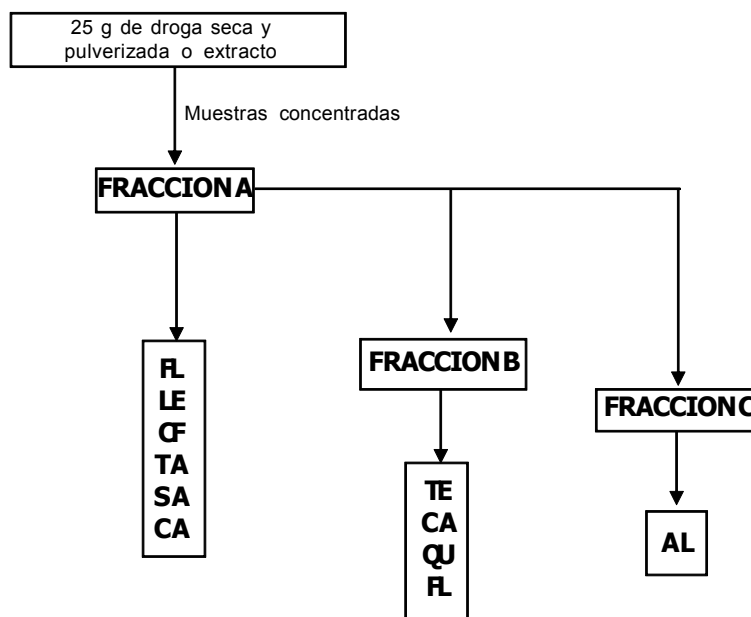 25 g de droga seca y
pulverizada o extracto
Muestras concentradas
FRACCION A
FL
LE
CF
TA
SA
CA
FRACCION B
TE
CA
QU
FL
FRACCION C
AL